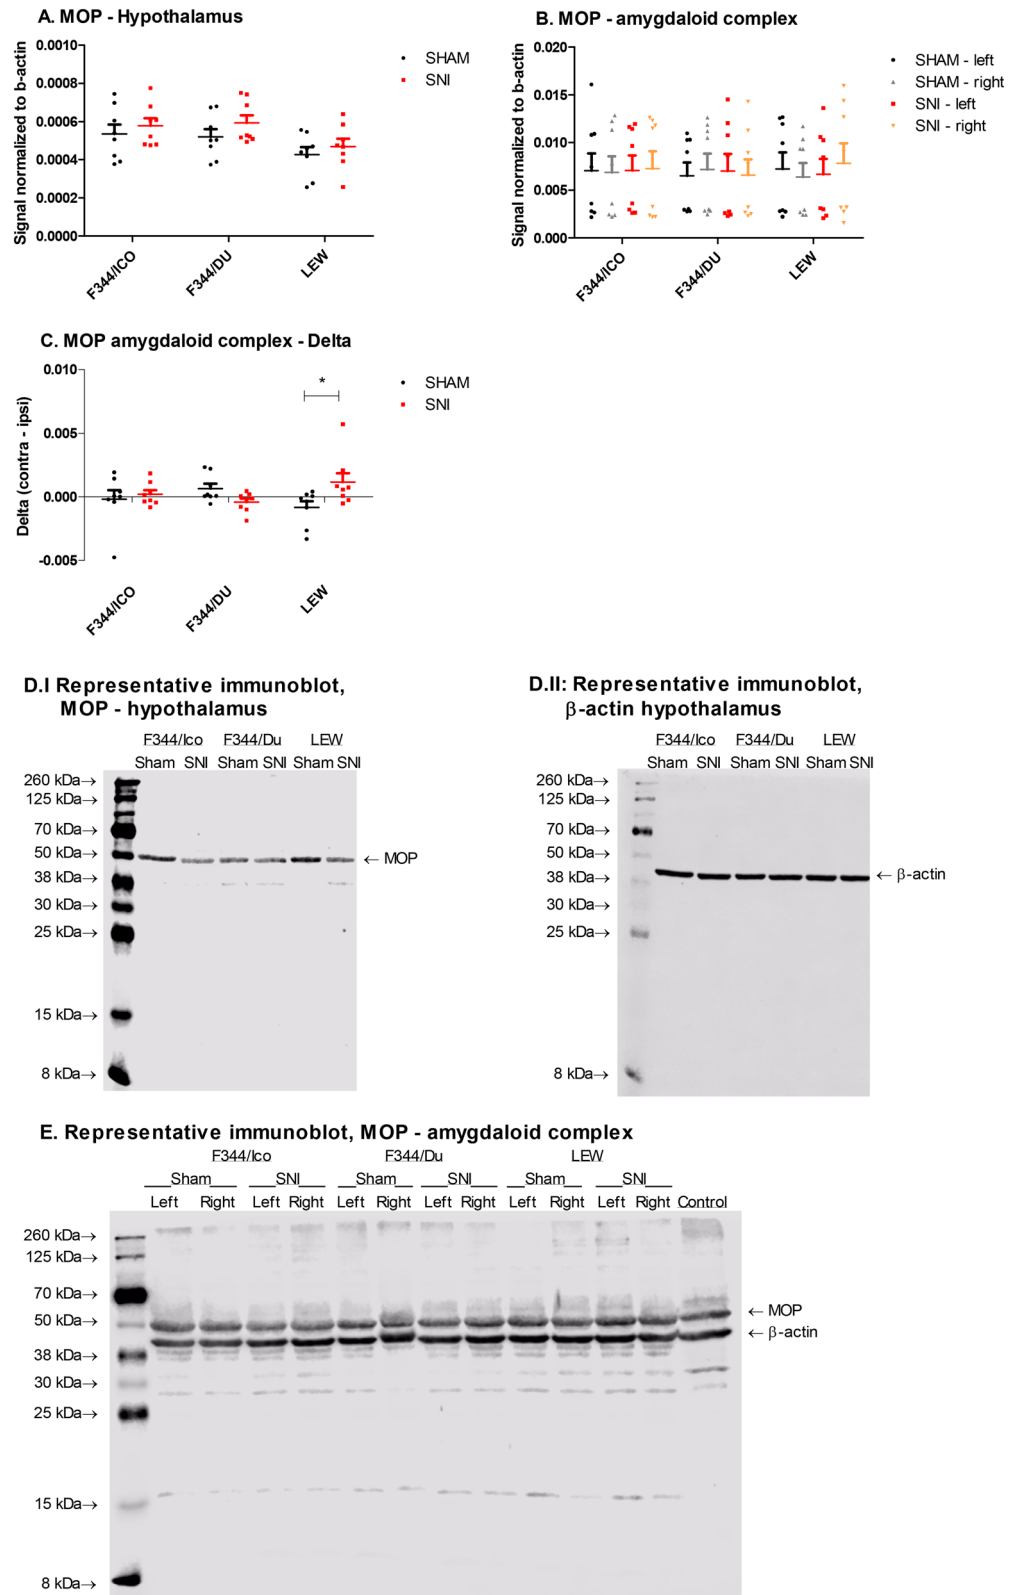 A. MOP - Hypothalamus
Signal normalized to b-actin
0.0010
0.0008
0.0006
0.0004
0.0002
0.0000
F344/ICO
F344/DU
LEW
SHAM
SNI
B. MOP - amygdaloid complex
Signal normalized to b-actin
0.020
0.015
0.010
0.005
0.000
F344/ICO
F344/DU
LEW
SHAM - left
SHAM - right
SNI - left
SNI - right
C. MOP amygdaloid complex - Delta
Delta (contra - ipsi)
0.010
0.005
0.000
-0.005
*
F344/ICO
F344/DU
LEW
SHAM
SNI
D.I Representative immunoblot,
MOP - hypothalamus
F344/Ico F344/Du LEW
Sham SNI Sham SNI Sham SNI
260 kDa→
125 kDa→
70 kDa→
50 kDa→
38 kDa→
30 kDa→
25 kDa→
15 kDa→
8 kDa→
← MOP
D.II: Representative immunoblot,
β-actin hypothalamus
F344/Ico F344/Du LEW
Sham SNI Sham SNI Sham SNI
260 kDa→
125 kDa→
70 kDa→
50 kDa→
38 kDa→
30 kDa→
25 kDa→
8 kDa→
← β-actin
E. Representative immunoblot, MOP - amygdaloid complex
F344/Ico F344/Du LEW
Sham SNI Sham SNI Sham SNI
Left Right Left Right Left Right Left Right Left Right Left Right Control
260 kDa→
125 kDa→
70 kDa→
50 kDa→
38 kDa→
30 kDa→
25 kDa→
15 kDa→
8 kDa→
← MOP
← β-actin